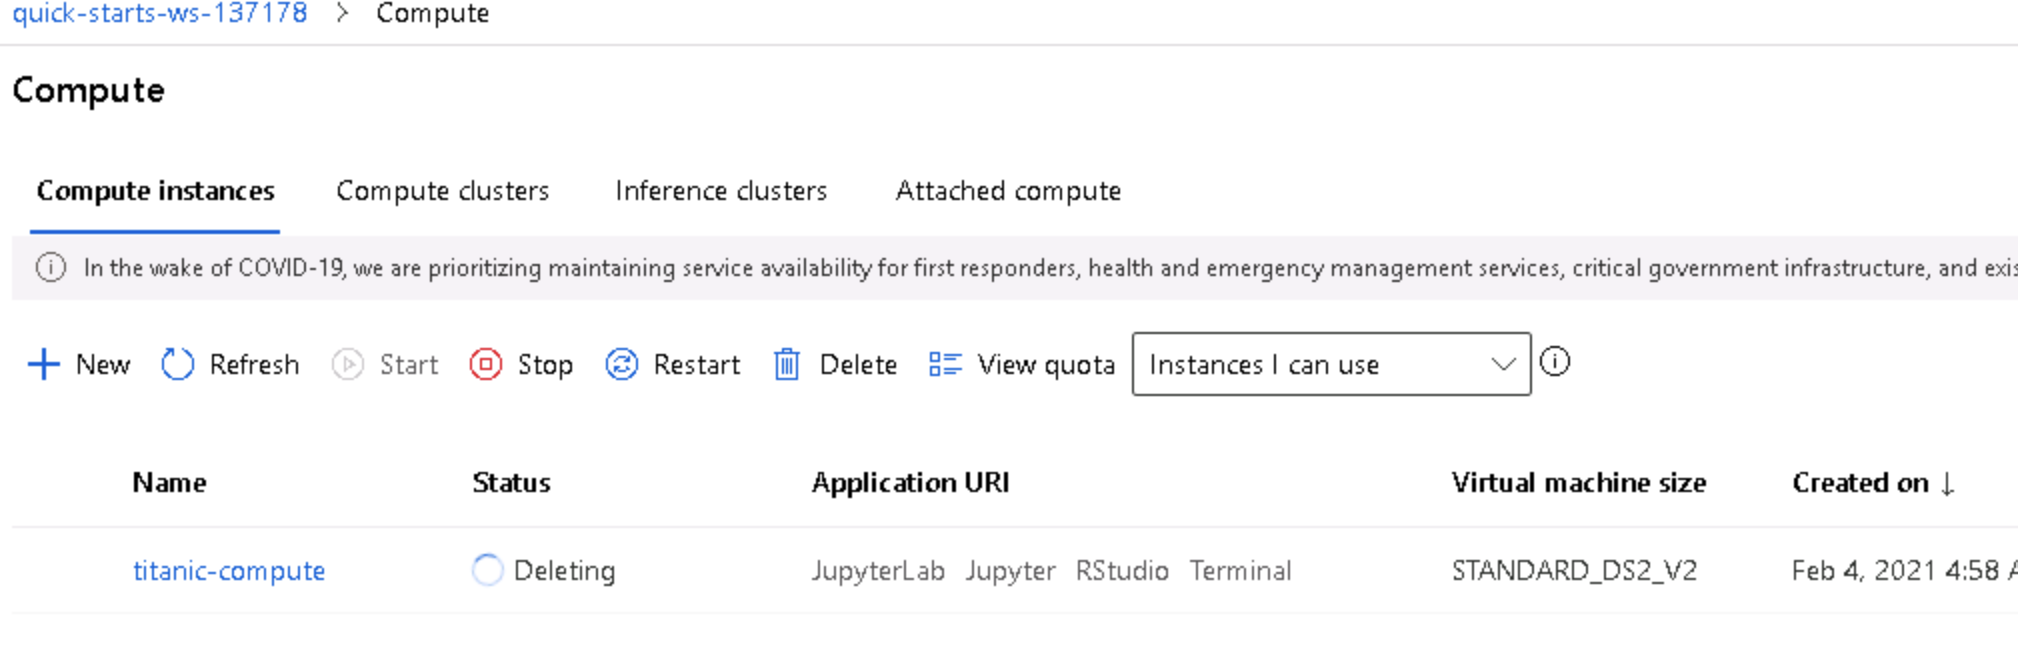 quick-starts-ws-137178 > Compute
Compute
Compute instances Compute clusters Inference clusters Attached compute
In the wake of COVID-19, we are prioritizing maintaining service availability for first responders, health and emergency management services, critical government infrastructure, and
New Refresh Start Stop Restart Delete View quota Instances I can use
Name Status Application URI Virtual machine size Created on ↓
titanic-compute Deleting JupyterLab Jupyter RStudio Terminal STANDARD_DS2_V2 Feb 4, 2021 4:58